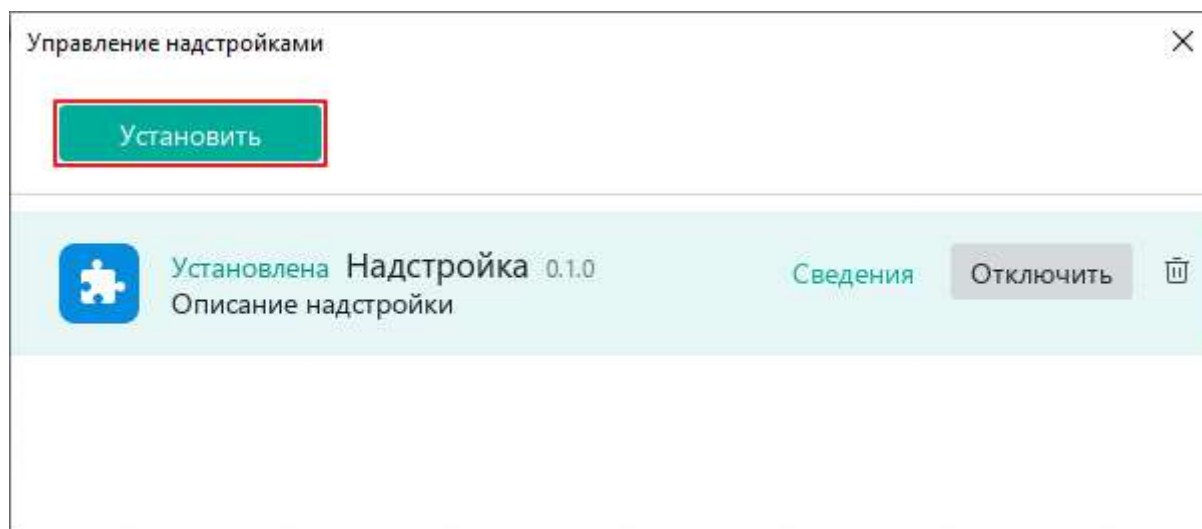 Управление надстройками
Установить
Установлена Надстройка 0.1.0 Сведения Отключить
Описание надстройки